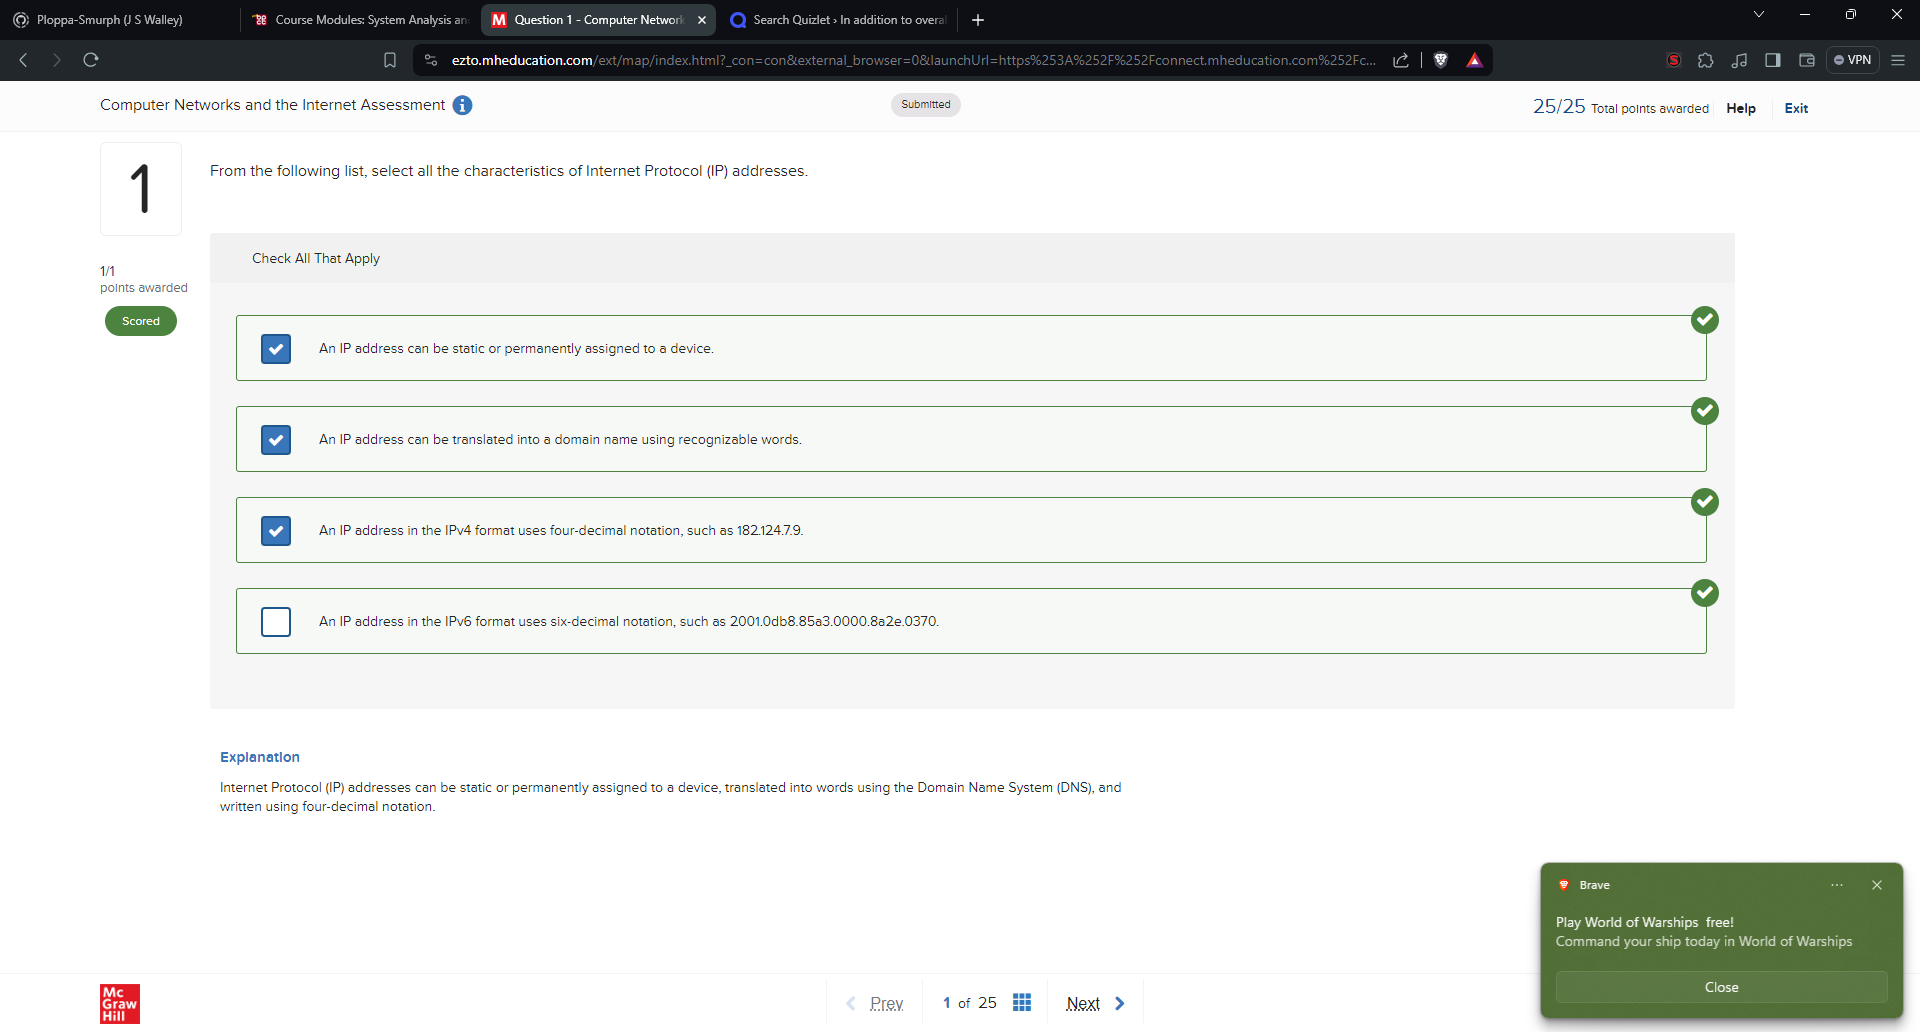 Ploppa-Smurph (J S Walley)
Course Modules: System Analysis an
Question 1 - Computer Network
Search Quizlet › In addition to overal
ezto.mheducation.com/ext/map/index.html?_con=con&external_browser=0&launchUrl=https%253A%252F%252Fconnect.mheducation.com%252Fc...
VPN
Computer Networks and the Internet Assessment
Submitted
25/25 Total points awarded
Help
Exit
1
From the following list, select all the characteristics of Internet Protocol (IP) addresses.
1/1
points awarded
Scored
Check All That Apply
An IP address can be static or permanently assigned to a device.
An IP address can be translated into a domain name using recognizable words.
An IP address in the IPv4 format uses four-decimal notation, such as 182.124.7.9.
An IP address in the IPv6 format uses six-decimal notation, such as 2001.0db8.85a3.0000.8a2e.0370.
Explanation
Internet Protocol (IP) addresses can be static or permanently assigned to a device, translated into words using the Domain Name System (DNS), and
written using four-decimal notation.
Brave
Play World of Warships  free!
Command your ship today in World of Warships
Close
Mc
Graw
Hill
Prev
1 of 25
Next